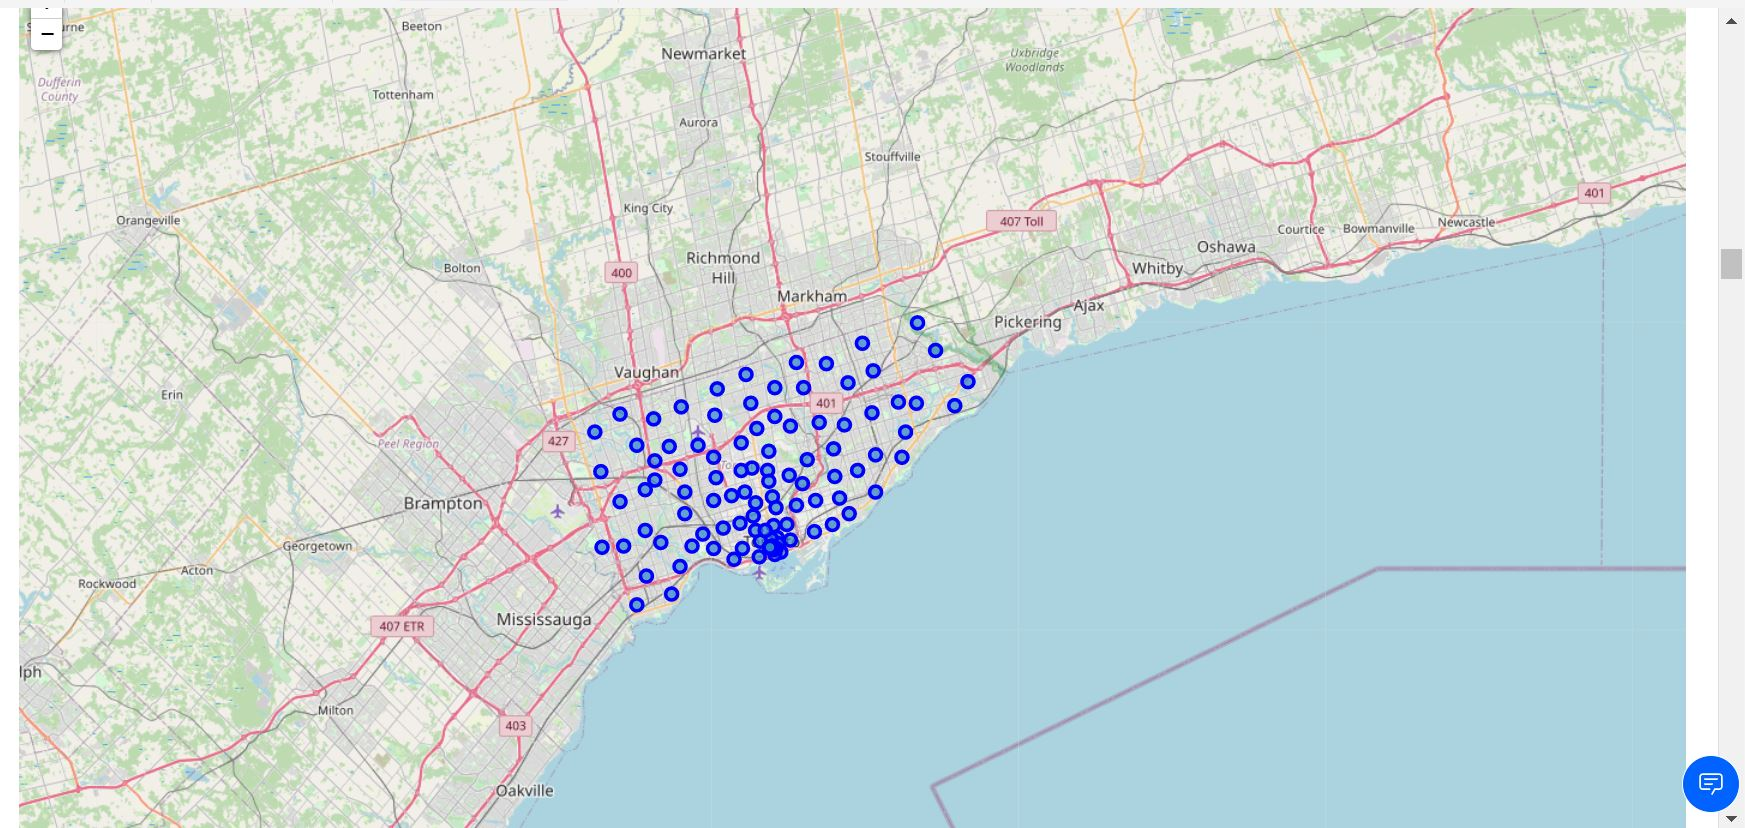 Beeton
Newmarket
Uxbridge
Woodlands
Dufferin
County
Tottenham
Aurora
Stouffville
401
King City
Orangeville
407 Toll
Newcastle
Courtice
Bowmanville
Oshawa
Richmond
Hill
Bolton
400
Whitby
Markham
Ajax
Pickering
Vaughan
Erin
401
427
Peel Region
Brampton
Georgetown
Acton
Rockwood
Mississauga
407 ETR
lph
Milton
403
Oakville